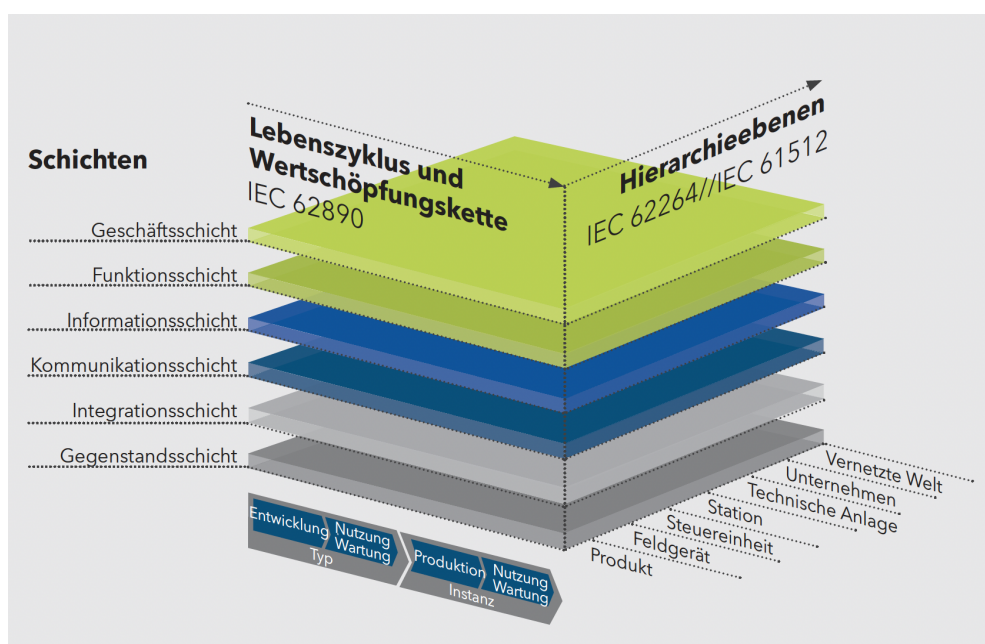 Schichten
Lebenszyklus und
Wertschöpfungskette
IEC 62890
Hierarchieebenen
IEC 62264//IEC 61512
Geschäftsschicht
Funktionsschicht
Informationsschicht
Kommunikationsschicht
Integrationsschicht
Gegenstandsschicht
Vernetzte Welt
Unternehmen
Technische Anlage
Station
Steuereinheit
Feldgerät
Produkt
Entwicklung
Nutzung
Wartung
Typ
Produktion
Nutzung
Wartung
Instanz